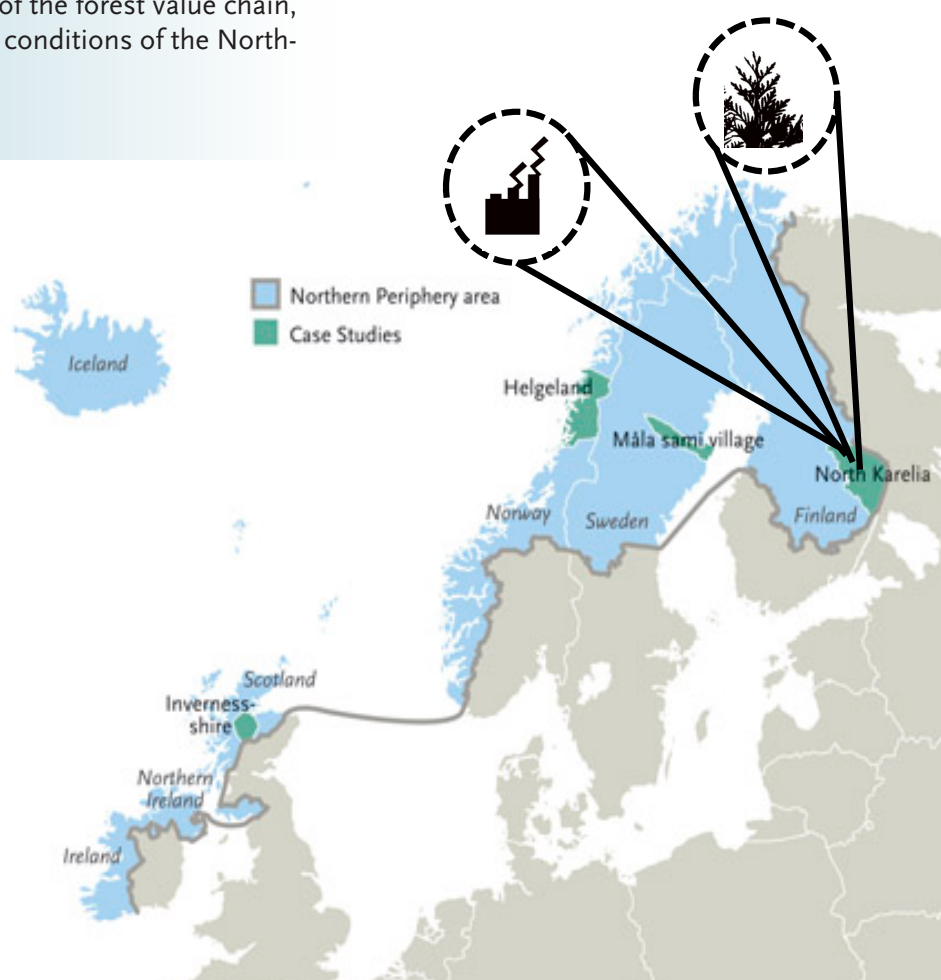 of the forest value chain,
conditions of the North-
Northern Periphery area
Case Studies
Iceland
Helgeland
Måla sami village
North Karelia
Norway
Sweden
Finland
Scotland
Inverness-
shire
Northern
Ireland
Ireland